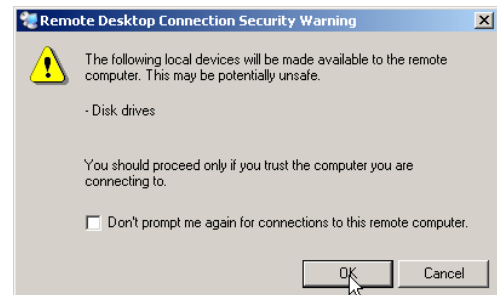 Remote Desktop Connection Security Warning
The following local devices will be made available to the remote
computer. This may be potentially unsafe.
- Disk drives
You should proceed only if you trust the computer you are
connecting to.
Don't prompt me again for connections to this remote computer.
OK Cancel